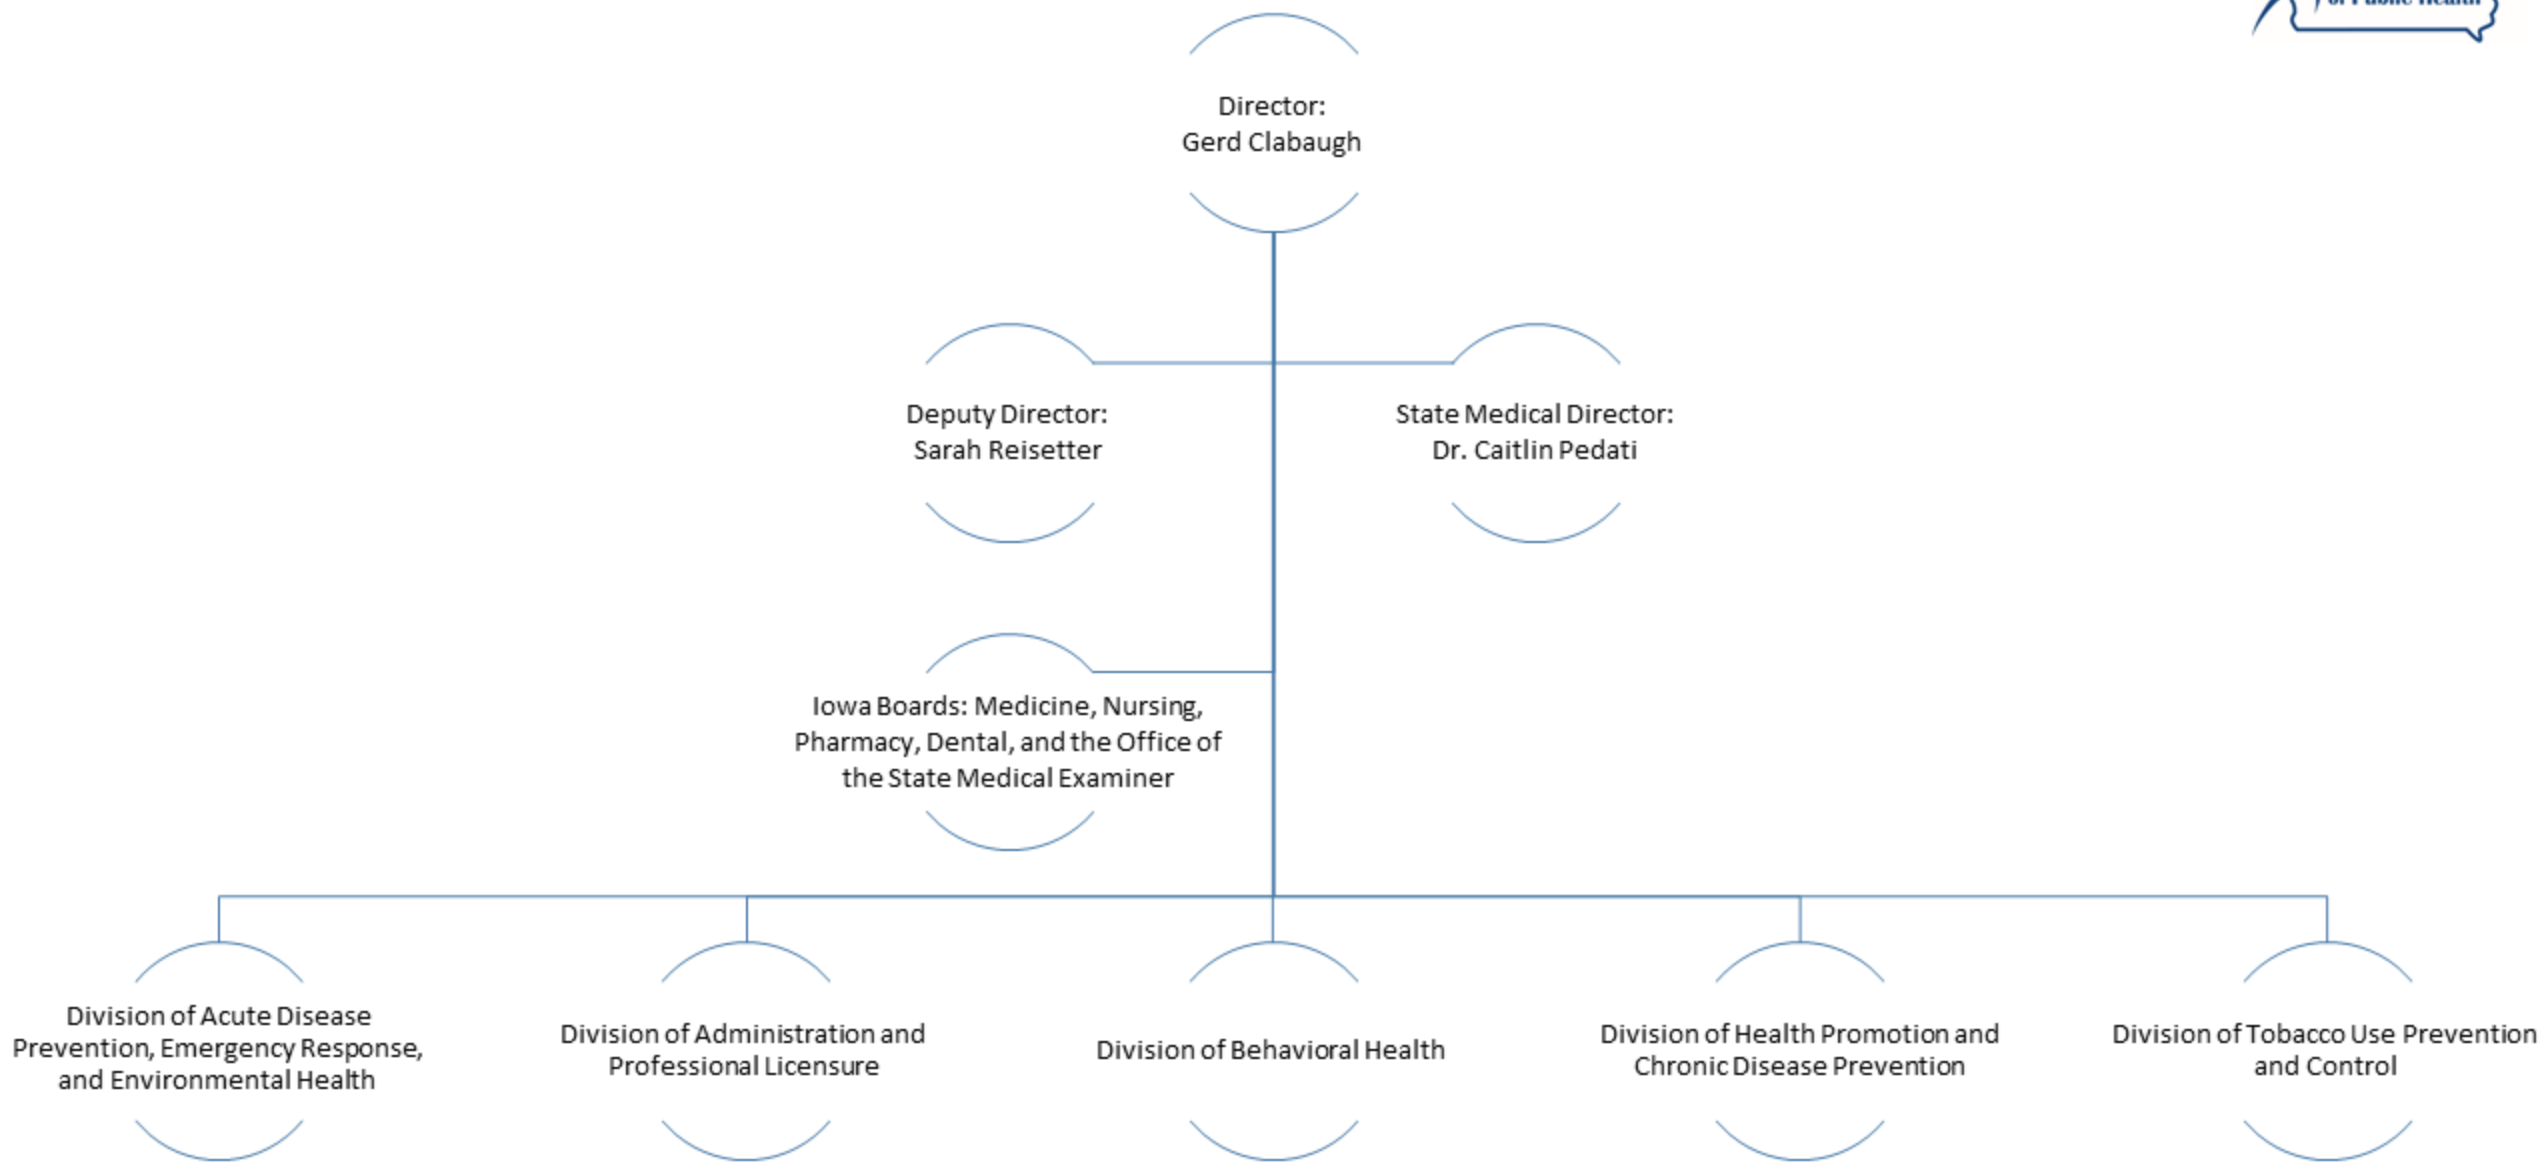 of Public Health
Director:
Gerd Clabaugh
Deputy Director:
Sarah Reisetter
State Medical Director:
Dr. Caitlin Pedati
Iowa Boards: Medicine, Nursing,
Pharmacy, Dental, and the Office of
the State Medical Examiner
Division of Acute Disease
Prevention, Emergency Response,
and Environmental Health
Division of Administration and
Professional Licensure
Division of Behavioral Health
Division of Health Promotion and
Chronic Disease Prevention
Division of Tobacco Use Prevention
and Control